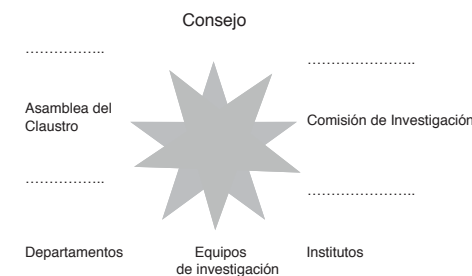 Consejo
……………..
…………………..
Asamblea del
Claustro
Comisión de Investigación
……………..
…………………..
Departamentos
Equipos
de investigación
Institutos